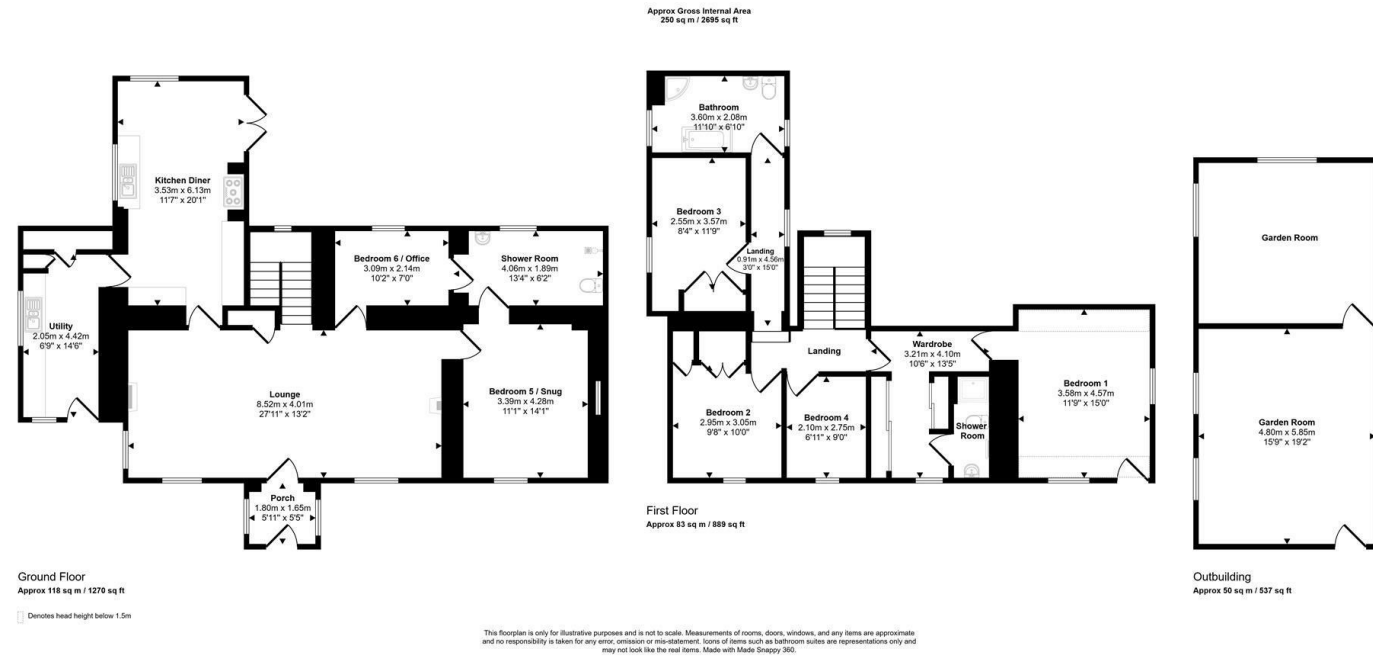 Approx Gross Internal Area
250 sq m / 2695 sq ft
Kitchen Diner
3.53m x 6.13m
11'7" x 20'1"
Utility
2.05m x 4.42m
6'9" x 14'6"
Bedroom 6 / Office
3.09m x 2.14m
10'2" x 7'0"
Shower Room
4.06m x 1.89m
13'4" x 6'2"
Lounge
8.52m x 4.01m
27'11" x 13'2"
Bedroom 5 / Snug
3.39m x 4.28m
11'1" x 14'1"
Porch
1.80m x 1.65m
5'11" x 5'5"
Ground Floor
Approx 118 sq m / 1270 sq ft
Denotes head height below 1.5m
Bathroom
3.60m x 2.08m
11'10" x 6'10"
Bedroom 3
2.55m x 3.57m
8'4" x 11'9"
Landing
0.91m x 4.56m
3'0" x 15'0"
Landing
Wardrobe
3.21m x 4.10m
10'6" x 13'5"
Bedroom 1
3.58m x 4.57m
11'9" x 15'0"
Bedroom 2
2.95m x 3.05m
9'8" x 10'0"
Bedroom 4
2.10m x 2.75m
6'11" x 9'0"
Shower
Room
First Floor
Approx 83 sq m / 889 sq ft
Garden Room
Garden Room
4.80m x 5.85m
15'9" x 19'2"
Outbuilding
Approx 50 sq m / 537 sq ft
This floorplan is only for illustrative purposes and is not to scale. Measurements of rooms, doors, windows, and any items are approximate
and no responsibility is taken for any error, omission or mis-statement. Icons of items such as bathroom suites are representations only and
may not look like the real items. Made with Made Snappy 360.